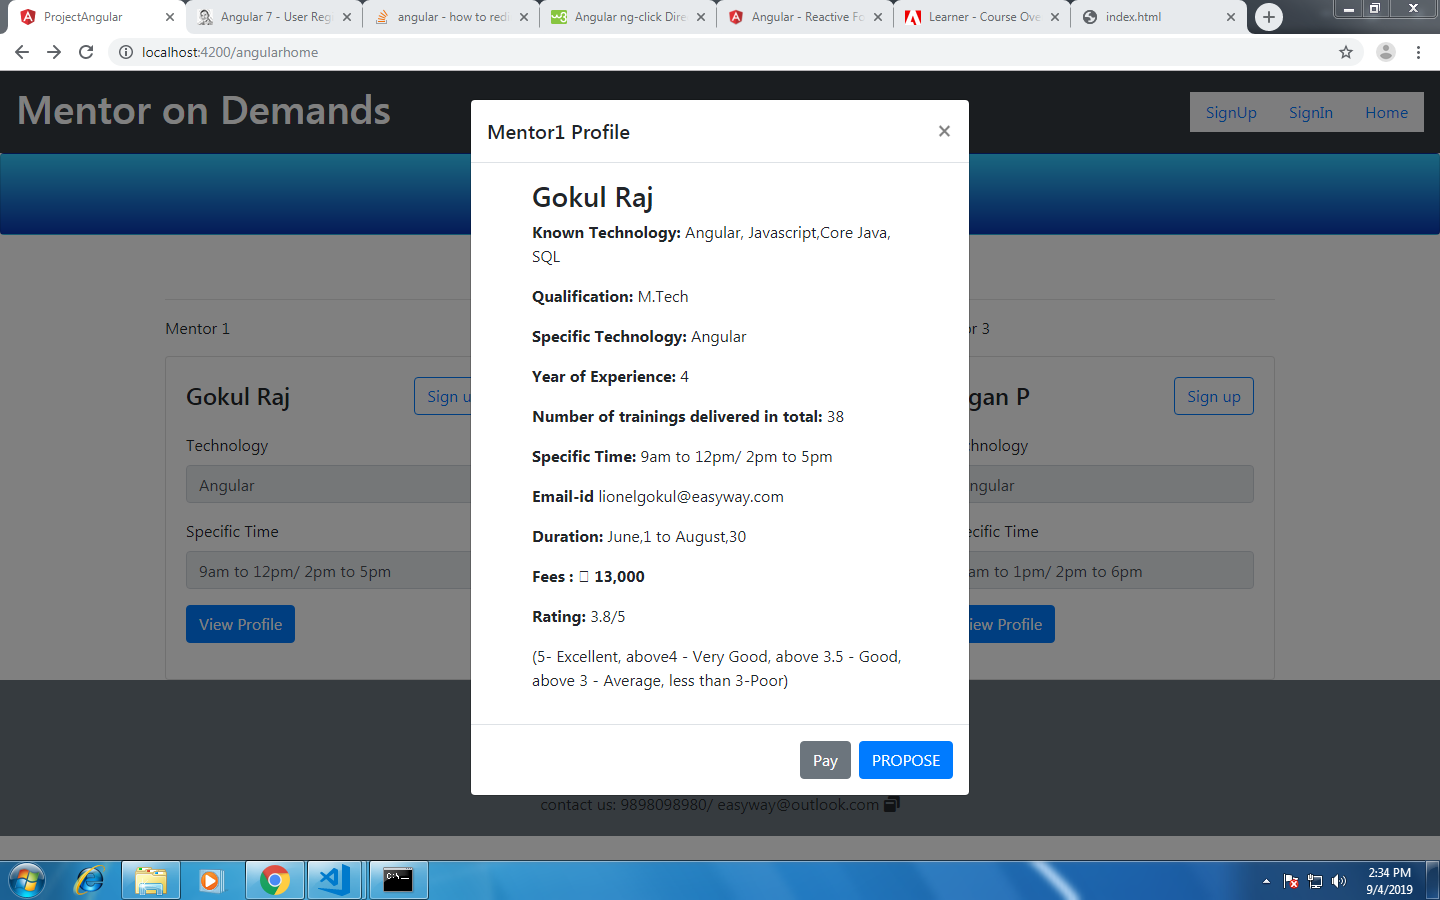 ProjectAngular
Angular 7 - User Reg
angular - how to redi
Angular ng-click Dire
Angular - Reactive Fo
Learner - Course Ove
index.html
localhost:4200/angularhome
Mentor on Demands
SignUp
SignIn
Home
Mentor1 Profile
×
Gokul Raj
Known Technology: Angular, Javascript,Core Java,
SQL
Qualification: M.Tech
Specific Technology: Angular
Year of Experience: 4
Number of trainings delivered in total: 38
Specific Time: 9am to 12pm/ 2pm to 5pm
Email-id lionelgokul@easyway.com
Duration: June,1 to August,30
Fees : 13,000
Rating: 3.8/5
(5- Excellent, above4 - Very Good, above 3.5 - Good,
above 3 - Average, less than 3-Poor)
Pay
PROPOSE
Mentor 1
Gokul Raj
Sign u
Technology
Angular
Specific Time
9am to 12pm/ 2pm to 5pm
View Profile
or 3
gan P
Sign up
hnology
ngular
ecific Time
am to 1pm/ 2pm to 6pm
iew Profile
contact us: 9898098980/ easyway@outlook.com
C:\_
2:34 PM
9/4/2019